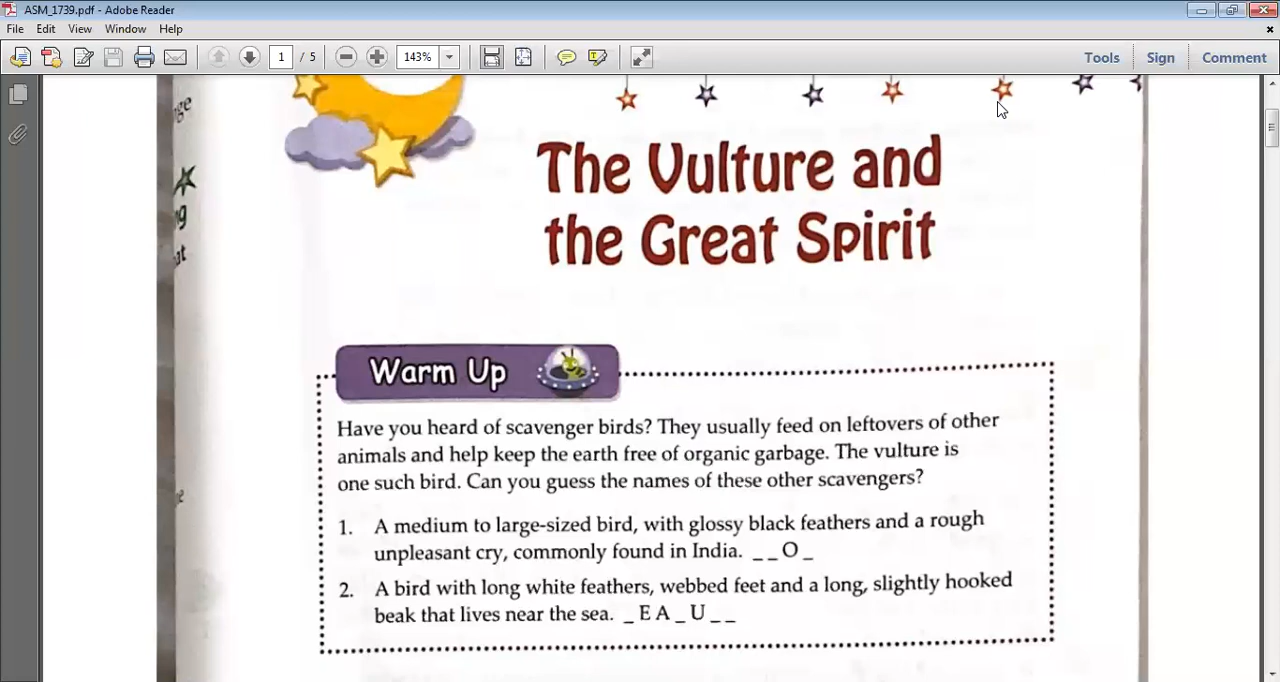 ASM_1739.pdf - Adobe Reader
File Edit View Window Help
1 / 5 143% Tools Sign Comment
The Vulture and
the Great Spirit
Warm Up
Have you heard of scavenger birds? They usually feed on leftovers of other
animals and help keep the earth free of organic garbage. The vulture is
one such bird. Can you guess the names of these other scavengers?
1. A medium to large-sized bird, with glossy black feathers and a rough
unpleasant cry, commonly found in India. _ _ O _
2. A bird with long white feathers, webbed feet and a long, slightly hooked
beak that lives near the sea. _ E A _ U _ _